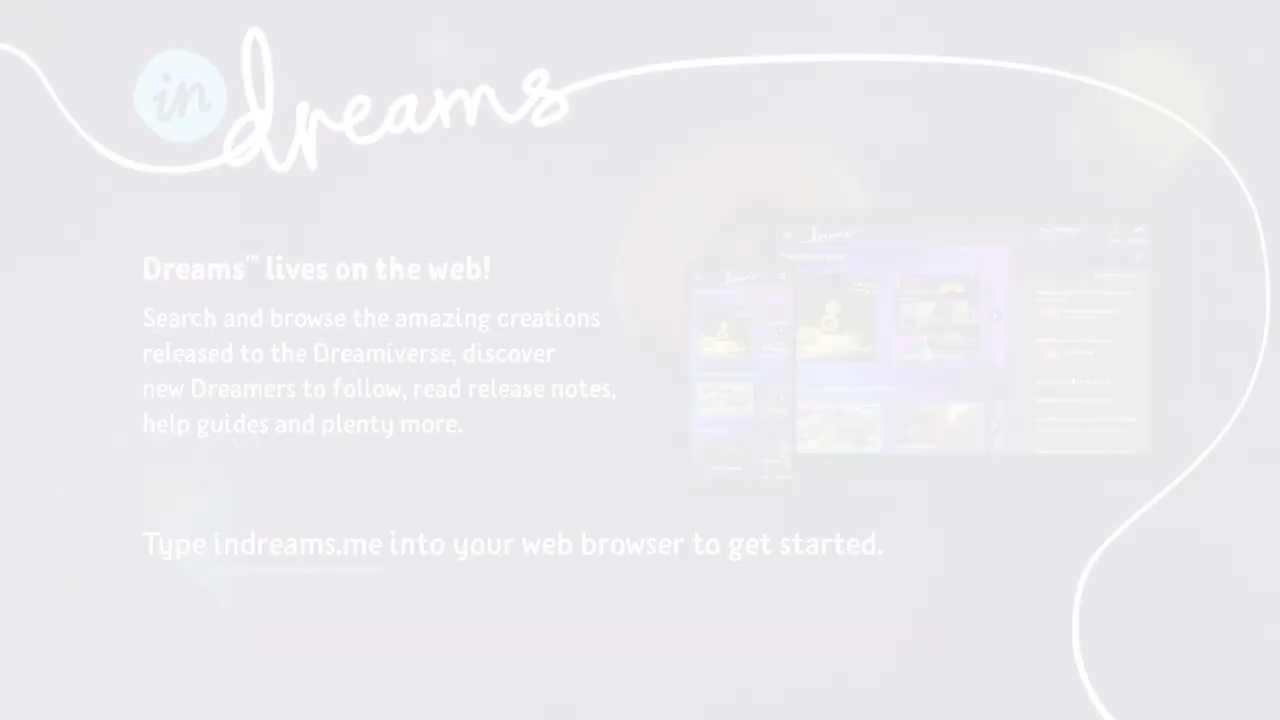 in dreams
Dreams™ lives on the web!
Search and browse the amazing creations
released to the Dreamiverse, discover
new Dreamers to follow, read release notes,
help guides and plenty more.
Type indreams.me into your web browser to get started.